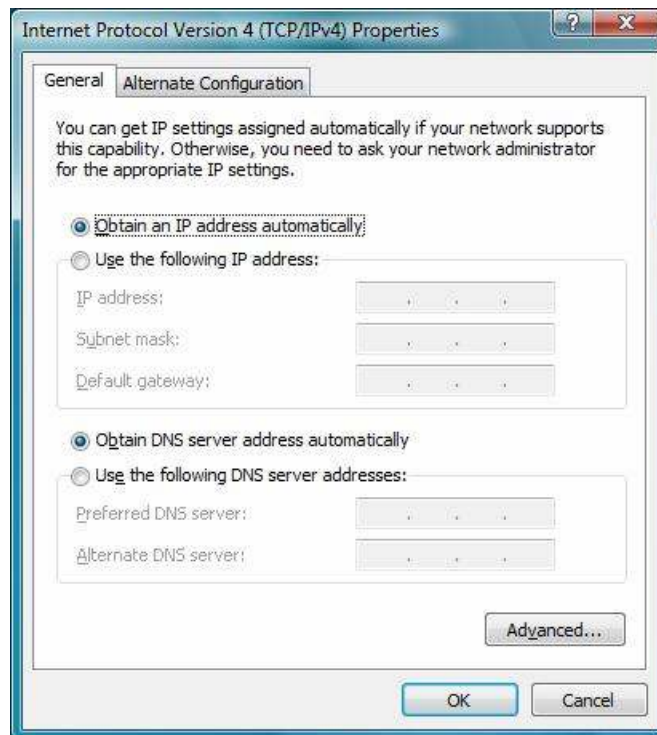 Internet Protocol Version 4 (TCP/IPv4) Properties
?
General
Alternate Configuration
You can get IP settings assigned automatically if your network supports
this capability. Otherwise, you need to ask your network administrator
for the appropriate IP settings.
Obtain an IP address automatically
Use the following IP address:
IP address:
Subnet mask:
Default gateway:
Obtain DNS server address automatically
Use the following DNS server addresses:
Preferred DNS server:
Alternate DNS server:
Advanced...
OK
Cancel